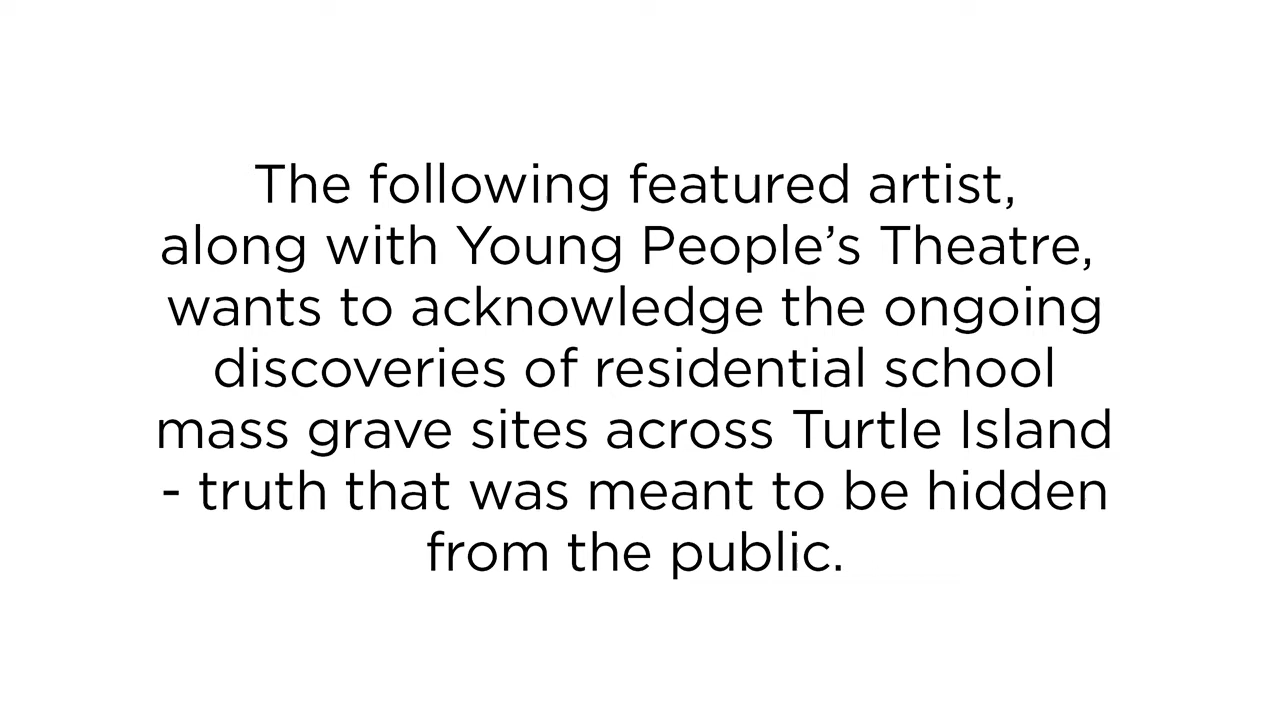 The following featured artist,
along with Young People’s Theatre,
wants to acknowledge the ongoing
discoveries of residential school
mass grave sites across Turtle Island
- truth that was meant to be hidden
from the public.